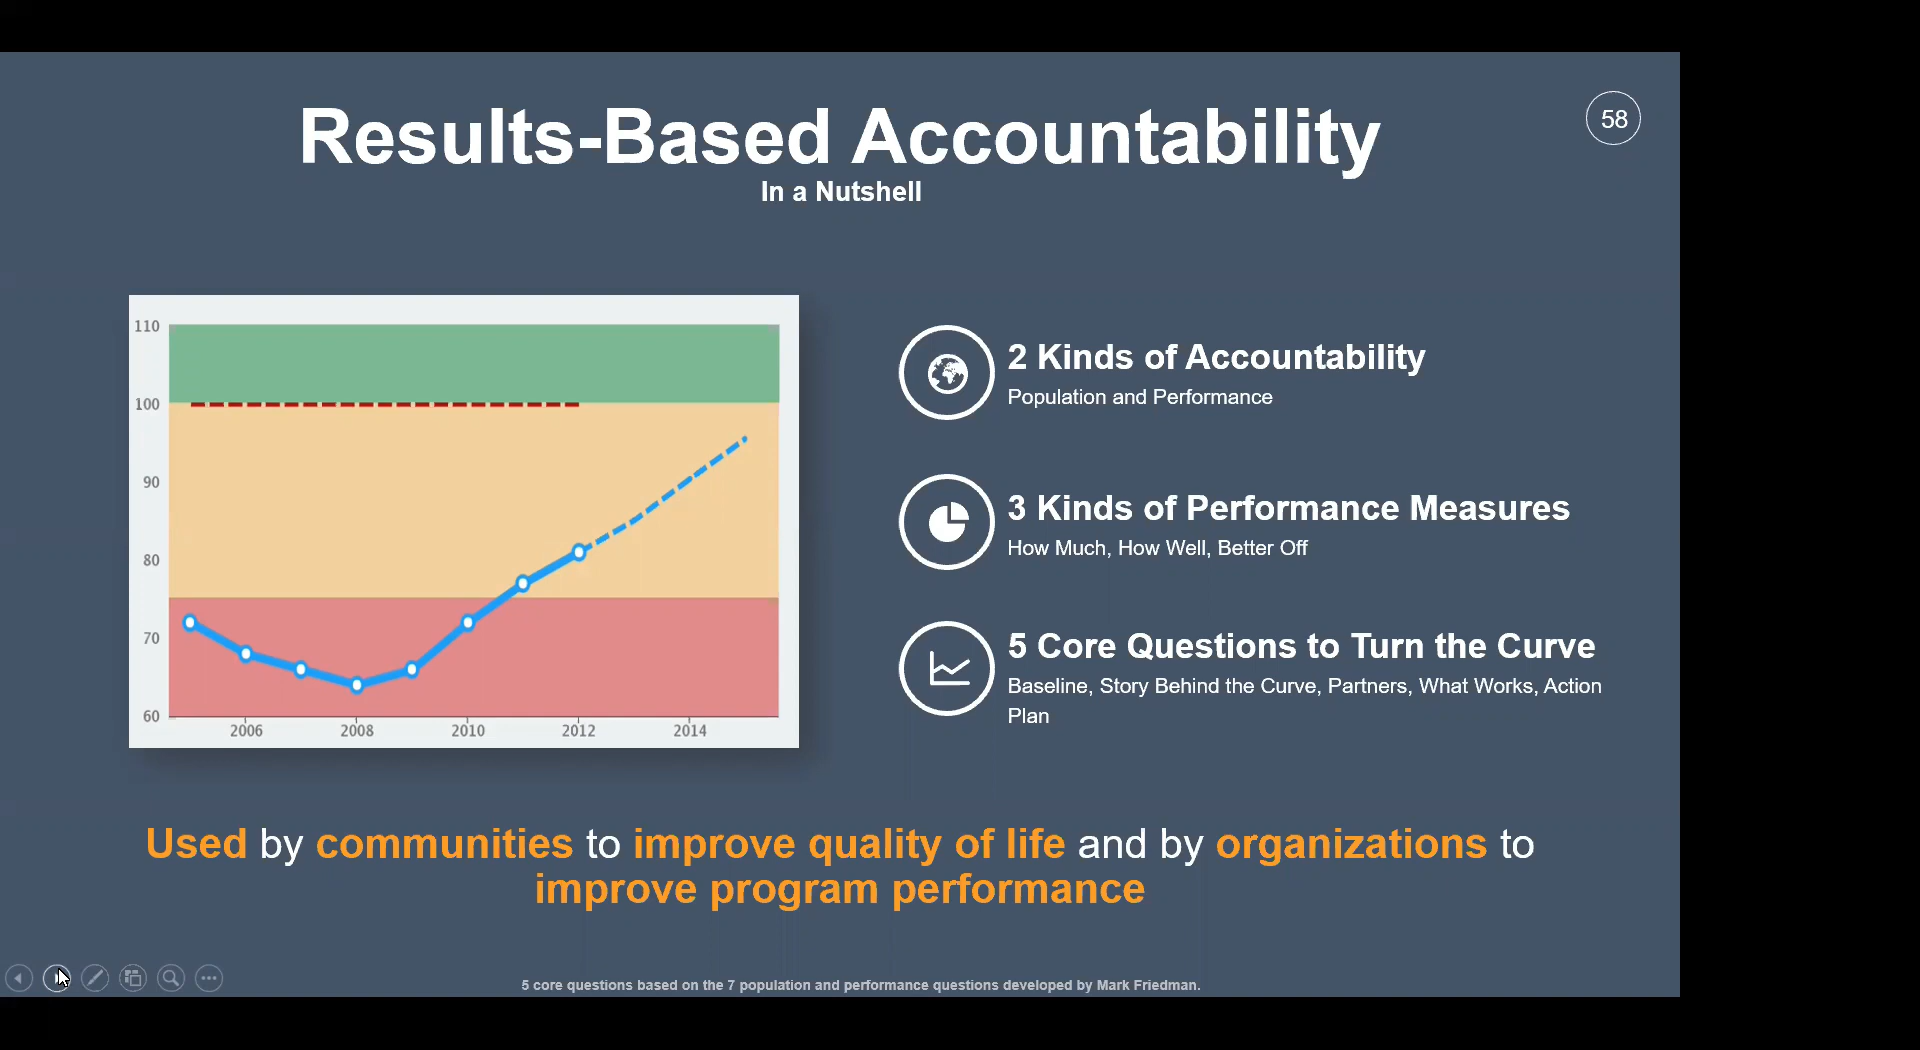 Results-Based Accountability
58
In a Nutshell
110
100
90
80
70
60
2006
2008
2010
2012
2014
2 Kinds of Accountability
Population and Performance
3 Kinds of Performance Measures
How Much, How Well, Better Off
5 Core Questions to Turn the Curve
Baseline, Story Behind the Curve, Partners, What Works, Action
Plan
Used by communities to improve quality of life and by organizations to
improve program performance
5 core questions based on the 7 population and performance questions developed by Mark Friedman.